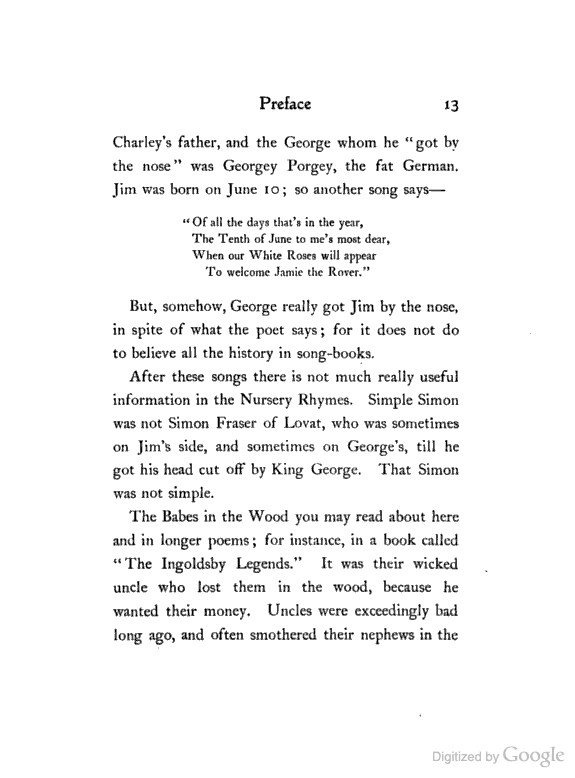 Preface 13
Charley's father, and the George whom he "got by
the nose" was Georgey Porgey, the fat German.
Jim was born on June 10; so another song says—
"Of all the days that's in the year,
The Tenth of June to me's most dear,
When our White Roses will appear
To welcome Jamie the Rover."
But, somehow, George really got Jim by the nose,
in spite of what the poet says; for it does not do
to believe all the history in song-books.
After these songs there is not much really useful
information in the Nursery Rhymes. Simple Simon
was not Simon Fraser of Lovat, who was sometimes
on Jim's side, and sometimes on George's, till he
got his head cut off by King George. That Simon
was not simple.
The Babes in the Wood you may read about here
and in longer poems; for instance, in a book called
"The Ingoldsby Legends." It was their wicked
uncle who lost them in the wood, because he
wanted their money. Uncles were exceedingly bad
long ago, and often smothered their nephews in the
Digitized by Google